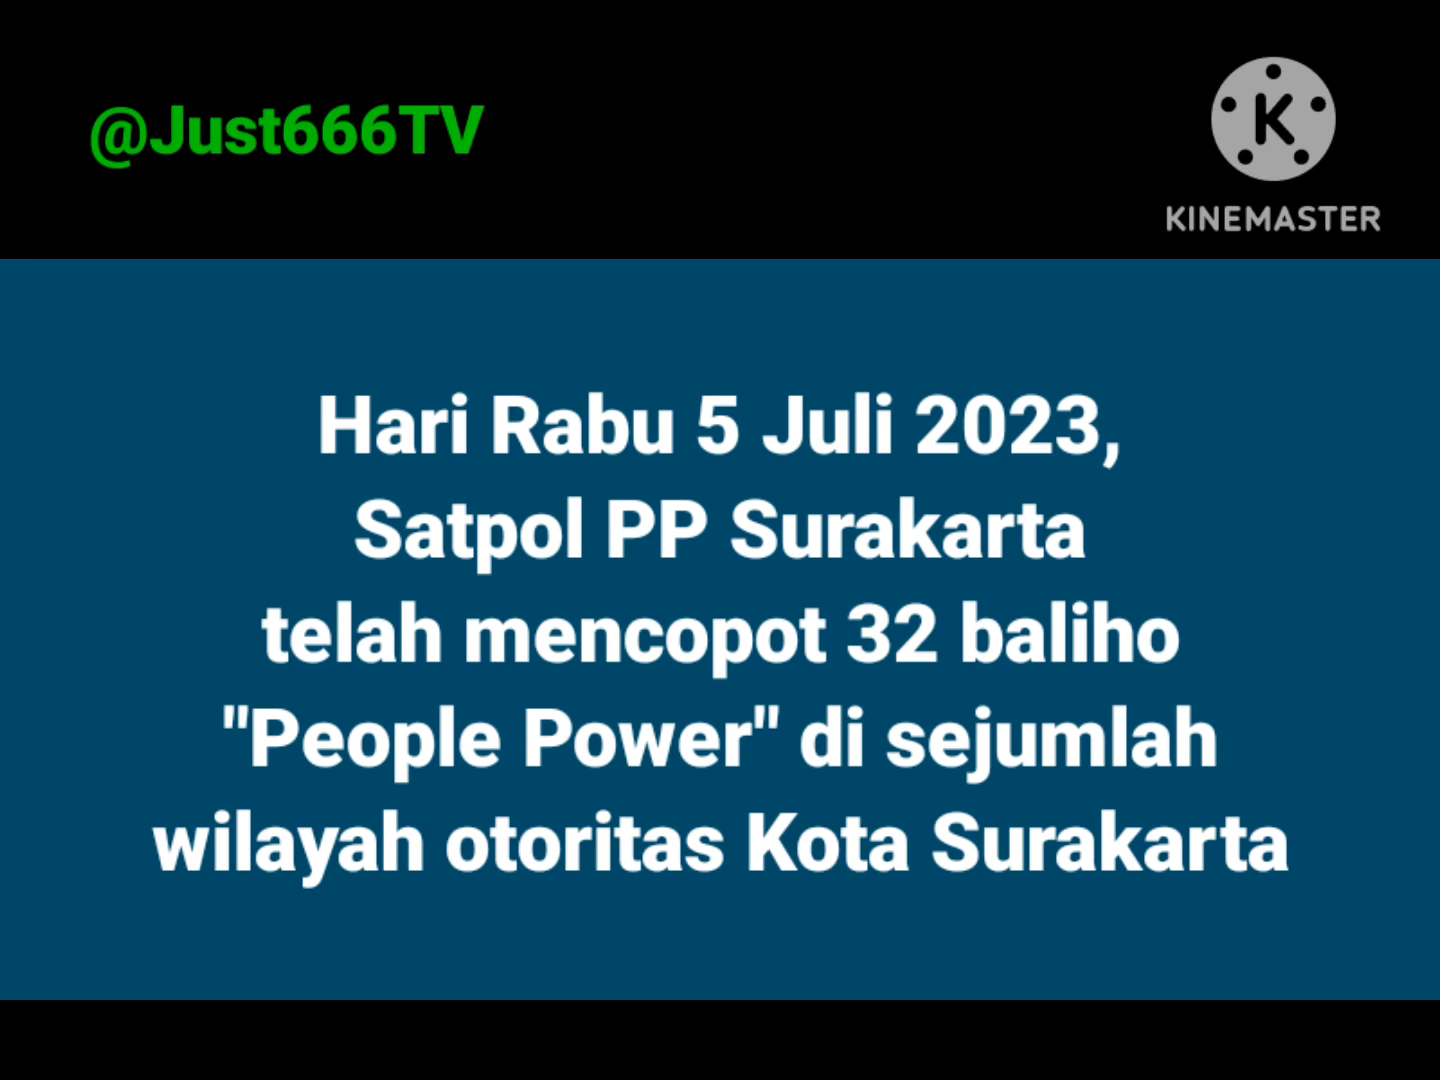 @Just666TV
KINEMASTER
Hari Rabu 5 Juli 2023,
Satpol PP Surakarta
telah mencopot 32 baliho
"People Power" di sejumlah
wilayah otoritas Kota Surakarta